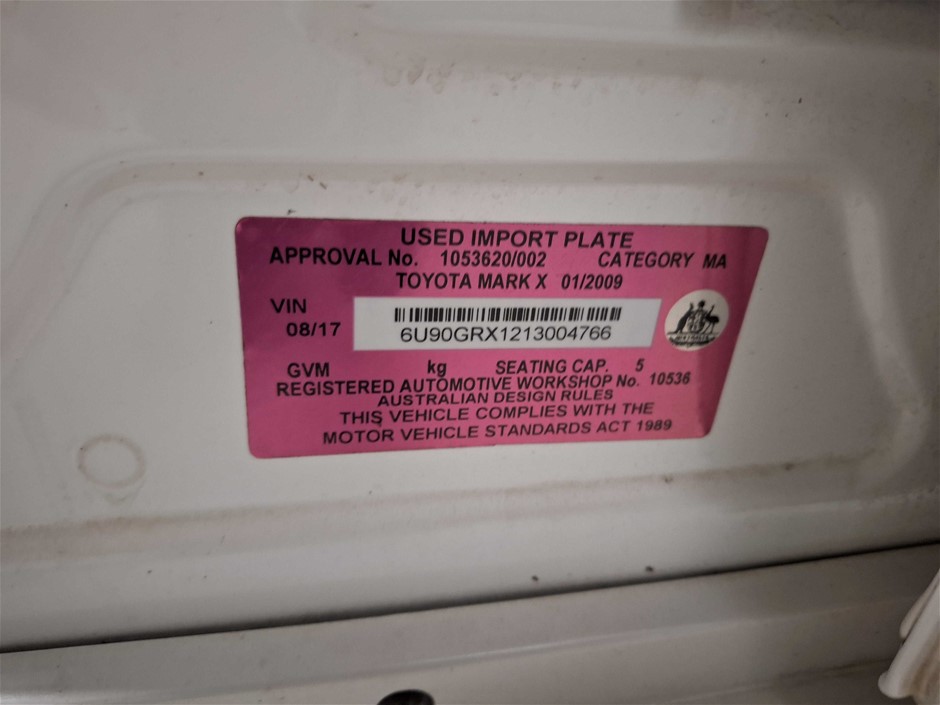 USED IMPORT PLATE
APPROVAL No. 1053620/002 CATEGORY MA
TOYOTA MARK X 01/2009
VIN
08/17 6U90GRX1213004766
GVM kg SEATING CAP. 5
REGISTERED AUTOMOTIVE WORKSHOP No. 10536
AUSTRALIAN DESIGN RULES
THIS VEHICLE COMPLIES WITH THE
MOTOR VEHICLE STANDARDS ACT 1989
AUSTRALIA